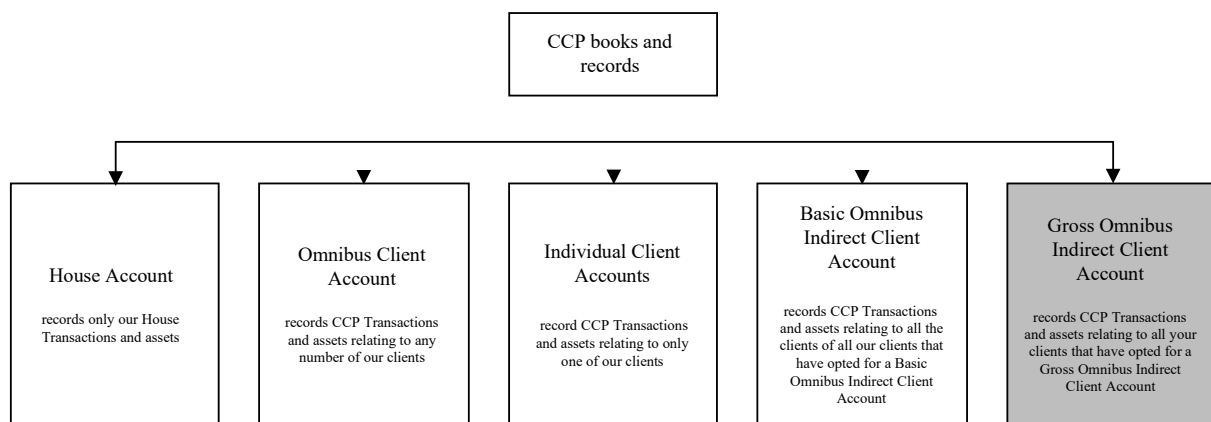 CCP books and
records
House Account
records only our House
Transactions and assets
Omnibus Client
Account
records CCP Transactions
and assets relating to any
number of our clients
Individual Client
Accounts
record CCP Transactions
and assets relating to only
one of our clients
Basic Omnibus
Indirect Client
Account
records CCP Transactions
and assets relating to all the
clients of all our clients that
have opted for a Basic
Omnibus Indirect Client
Account
Gross Omnibus
Indirect Client
Account
records CCP Transactions
and assets relating to all your
clients that have opted for a
Gross Omnibus Indirect
Client Account